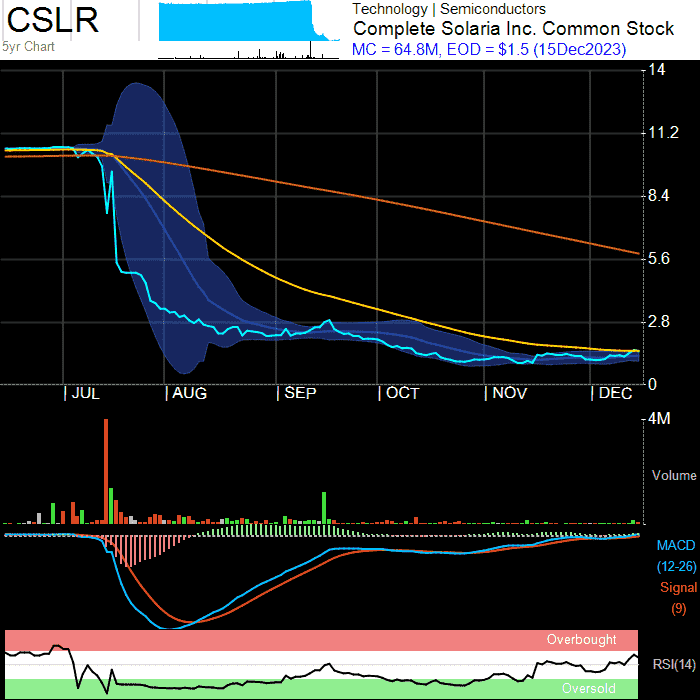 CSLR
5yr Chart
Technology | Semiconductors
Complete Solaria Inc. Common Stock
MC = 64.8M, EOD = $1.5 (15Dec2023)
14
11.2
8.4
5.6
2.8
0
JUL AUG SEP OCT NOV DEC
4M
Volume
MACD
(12-26)
Signal
(9)
Overbought
RSI(14)
Oversold